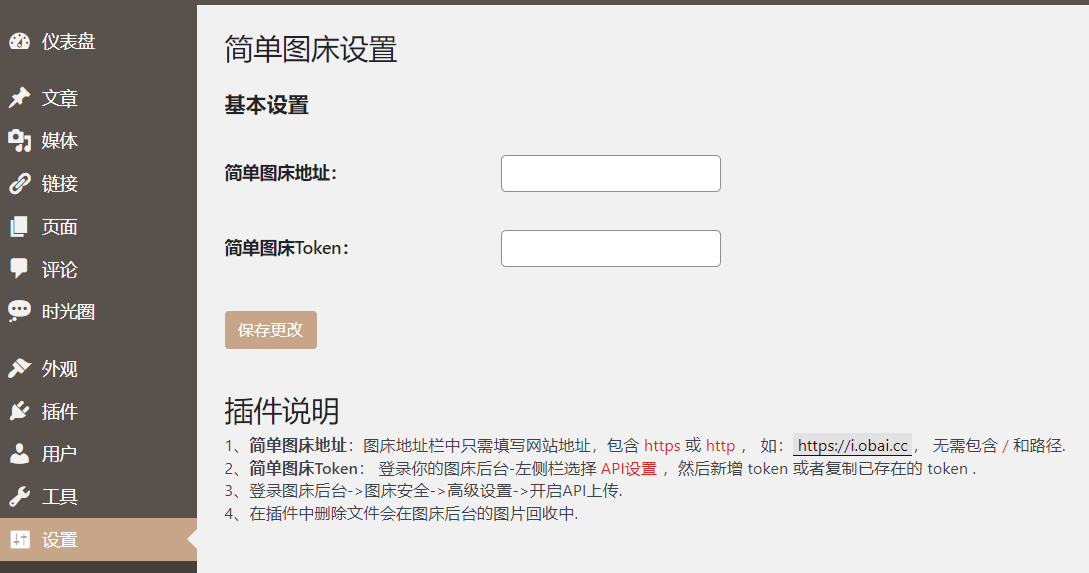 仪表盘
文章
媒体
链接
页面
评论
时光圈
外观
插件
用户
工具
设置
简单图床设置
基本设置
简单图床地址：
简单图床Token：
保存更改
插件说明
1、简单图床地址：图床地址栏中只需填写网站地址，包含 https 或 http ， 如：https://i.obai.cc， 无需包含 / 和路径.
2、简单图床Token： 登录你的图床后台-左侧栏选择 API设置 ，然后新增 token 或者复制已存在的 token .
3、登录图床后台->图床安全->高级设置->开启API上传.
4、在插件中删除文件会在图床后台的图片回收中.